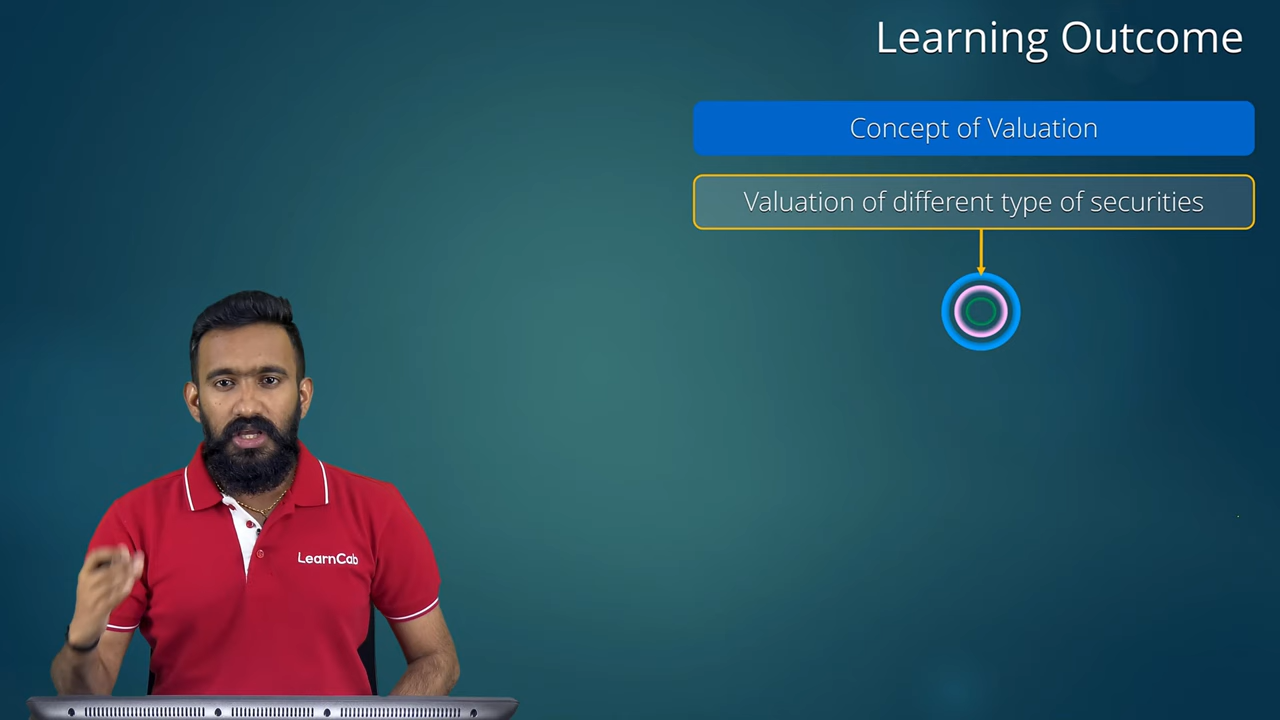 Learning Outcome
Concept of Valuation
Valuation of different type of securities
LearnCab